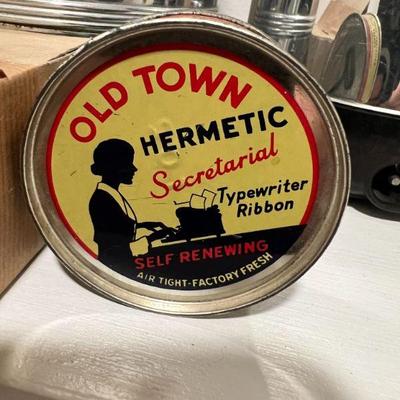 OLD TOWN
HERMETIC
Secretarial
Typewriter
Ribbon
SELF RENEWING
AIR TIGHT-FACTORY FRESH